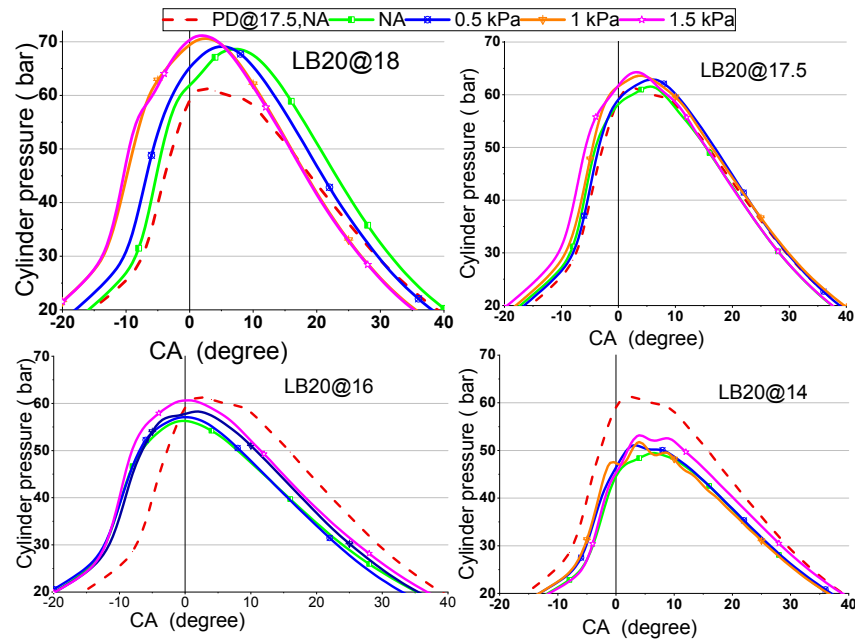 PD@17.5,NA NA 0.5 kPa 1 kPa 1.5 kPa
LB20@18
Cylinder pressure ( bar)
70
60
50
40
30
20
-20 -10 0 10 20 30 40
CA (degree)
LB20@17.5
Cylinder pressure ( bar)
70
60
50
40
30
20
-20 -10 0 10 20 30 40
CA (degree)
LB20@16
Cylinder pressure ( bar)
70
60
50
40
30
20
-20 -10 0 10 20 30 40
CA (degree)
LB20@14
Cylinder pressure ( bar)
70
60
50
40
30
20
-20 -10 0 10 20 30 40
CA (degree)